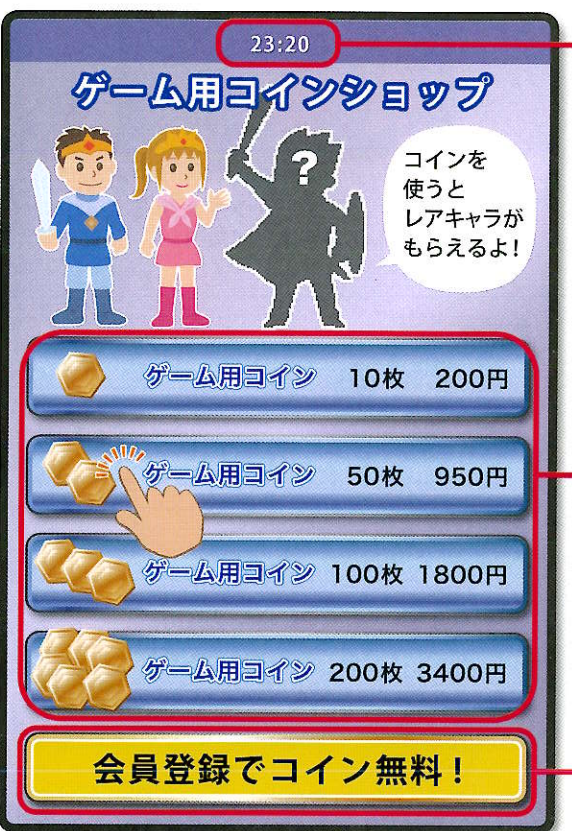 23:20
ゲーム用コインショップ
?
コインを
使うと
レアキャラが
もらえるよ!
ゲーム用コイン 10枚 200円
ゲーム用コイン 50枚 950円
ゲーム用コイン 100枚 1800円
ゲーム用コイン 200枚 3400円
会員登録でコイン無料!